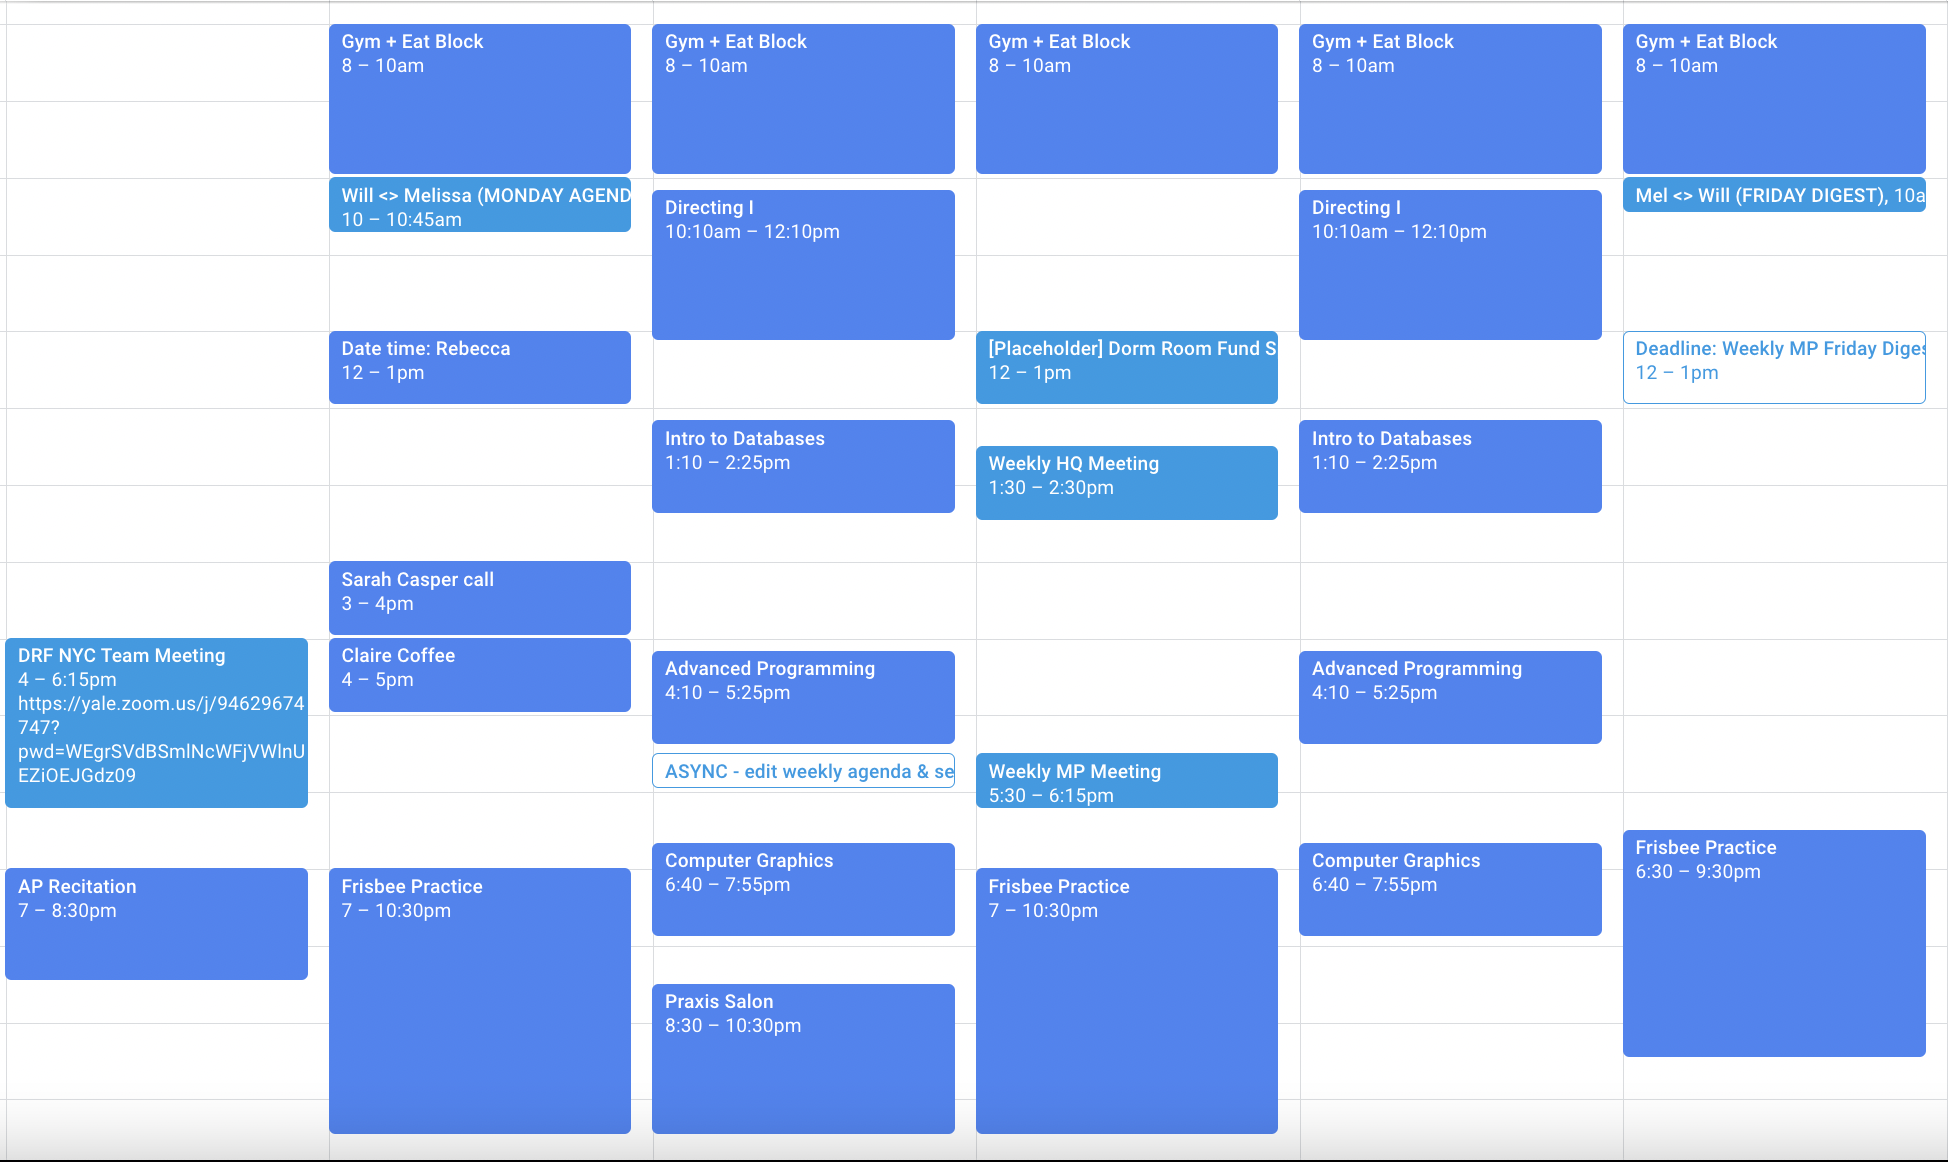 DRF NYC Team Meeting
4 – 6:15pm
https://yale.zoom.us/j/94629674
747?
pwd=WEgrSVdBSmlNcWFjVWlnU
EZiOEJGdz09
AP Recitation
7 – 8:30pm
Gym + Eat Block
8 – 10am
Will <> Melissa (MONDAY AGEND
10 – 10:45am
Date time: Rebecca
12 – 1pm
Sarah Casper call
3 – 4pm
Claire Coffee
4 – 5pm
Frisbee Practice
7 – 10:30pm
Gym + Eat Block
8 – 10am
Directing I
10:10am – 12:10pm
Intro to Databases
1:10 – 2:25pm
Advanced Programming
4:10 – 5:25pm
ASYNC - edit weekly agenda & se
Computer Graphics
6:40 – 7:55pm
Praxis Salon
8:30 – 10:30pm
Gym + Eat Block
8 – 10am
[Placeholder] Dorm Room Fund S
12 – 1pm
Weekly HQ Meeting
1:30 – 2:30pm
Weekly MP Meeting
5:30 – 6:15pm
Frisbee Practice
7 – 10:30pm
Gym + Eat Block
8 – 10am
Directing I
10:10am – 12:10pm
Intro to Databases
1:10 – 2:25pm
Advanced Programming
4:10 – 5:25pm
Computer Graphics
6:40 – 7:55pm
Gym + Eat Block
8 – 10am
Mel <> Will (FRIDAY DIGEST), 10a
Deadline: Weekly MP Friday Diges
12 – 1pm
Frisbee Practice
6:30 – 9:30pm